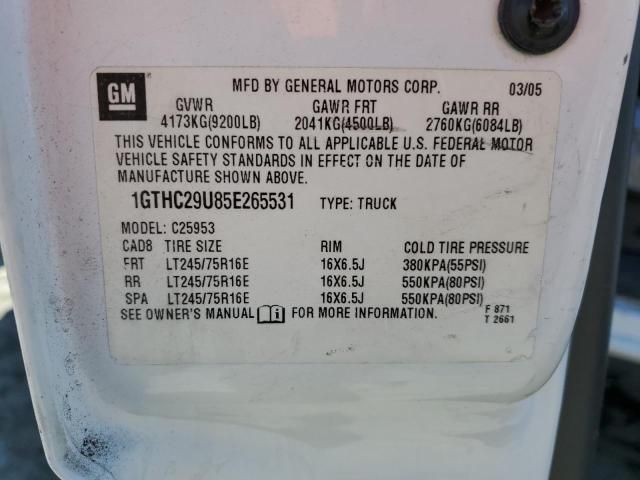 GM
MFD BY GENERAL MOTORS CORP. 03/05
GVWR GAWR FRT GAWR RR
4173KG(9200LB) 2041KG(4500LB) 2760KG(6084LB)
THIS VEHICLE CONFORMS TO ALL APPLICABLE U.S. FEDERAL MOTOR
VEHICLE SAFETY STANDARDS IN EFFECT ON THE DATE OF
MANUFACTURE SHOWN ABOVE.
1GTHC29U85E265531 TYPE: TRUCK
MODEL: C25953
CAD8 TIRE SIZE RIM COLD TIRE PRESSURE
FRT LT245/75R16E 16X6.5J 380KPA(55PSI)
RR LT245/75R16E 16X6.5J 550KPA(80PSI)
SPA LT245/75R16E 16X6.5J 550KPA(80PSI)
SEE OWNER'S MANUAL FOR MORE INFORMATION. F 871
T 2661